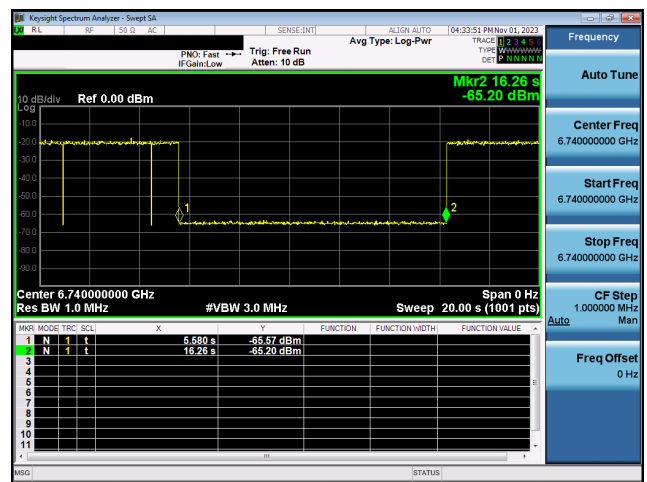 Keysight Spectrum Analyzer - Swept SA
LXI RL RF 50 Ω AC SENSE:INT ALIGN AUTO 04:33:51 PM Nov 01, 2023
Frequency
PNO: Fast Trig: Free Run Avg Type: Log-Pwr TRACE 1 2 3 4 5 6
TYPE WWWWWW
IFGain:Low Atten: 10 dB DET P N N N N N
Auto Tune
Mkr2 16.26 s
-65.20 dBm
10 dB/div Ref 0.00 dBm
Log
-10.0
-20.0
-30.0
-40.0
-50.0
-60.0
-70.0
-80.0
-90.0
1
2
Center 6.740000000 GHz Span 0 Hz
Res BW 1.0 MHz #VBW 3.0 MHz Sweep 20.00 s (1001 pts)
Center Freq
6.740000000 GHz
Start Freq
6.740000000 GHz
Stop Freq
6.740000000 GHz
CF Step
1.000000 MHz
Auto Man
Freq Offset
0 Hz
MKR MODE TRC SCL X Y FUNCTION FUNCTION WIDTH FUNCTION VALUE
1 N 1 t 5.580 s -65.57 dBm
2 N 1 t 16.26 s -65.20 dBm
3
4
5
6
7
8
9
10
11
MSG STATUS